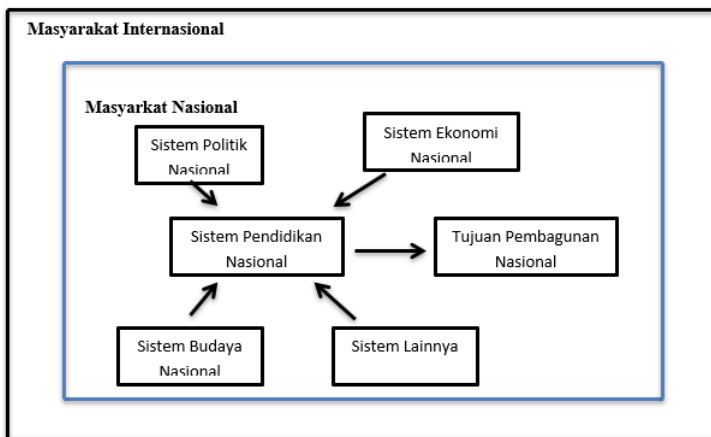 Masyarakat Internasional
Masyarkat Nasional
Sistem Politik
Nasional
Sistem Ekonomi
Nasional
Sistem Pendidikan
Nasional
Tujuan Pembagunan
Nasional
Sistem Budaya
Nasional
Sistem Lainnya